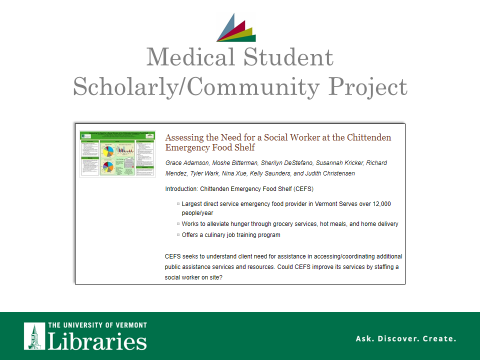 Medical Student
Scholarly/Community Project
Assessing the Need for a Social Worker at the Chittenden
Emergency Food Shelf
Grace Adamson, Moshe Bitterman, Sherilyn DeStefano, Susannah Kricker, Richard
Mendez, Tyler Wark, Nina Xue, Kelly Saunders, and Judith Christensen
Introduction: Chittenden Emergency Food Shelf (CEFS)
Largest direct service emergency food provider in Vermont Serves over 12,000
people/year
Works to alleviate hunger through grocery services, hot meals, and home delivery
Offers a culinary job training program
CEFS seeks to understand client need for assistance in accessing/coordinating additional
public assistance services and resources. Could CEFS improve its services by staffing a
social worker on site?
THE UNIVERSITY OF VERMONT
Libraries
Ask. Discover. Create.